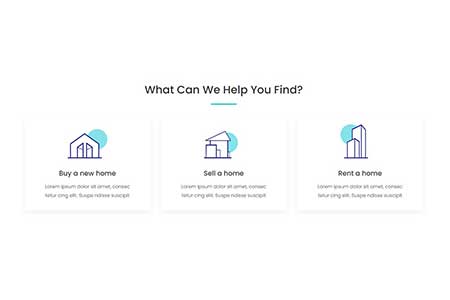 What Can We Help You Find?
Buy a new home
Lorem ipsum dolor sit amet, consec
tetur cing elit. Suspe ndisse suscipit
Sell a home
Lorem ipsum dolor sit amet, consec
tetur cing elit. Suspe ndisse suscipit
Rent a home
Lorem ipsum dolor sit amet, consec
tetur cing elit. Suspe ndisse suscipit